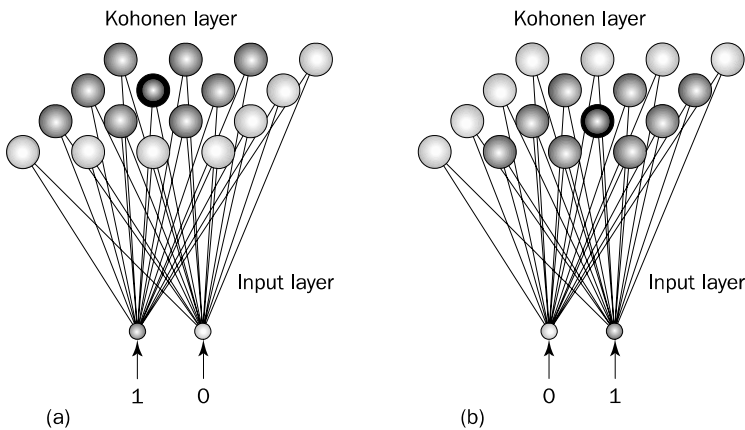 Kohonen layer
Input layer
1 0
(a)
Kohonen layer
Input layer
0 1
(b)